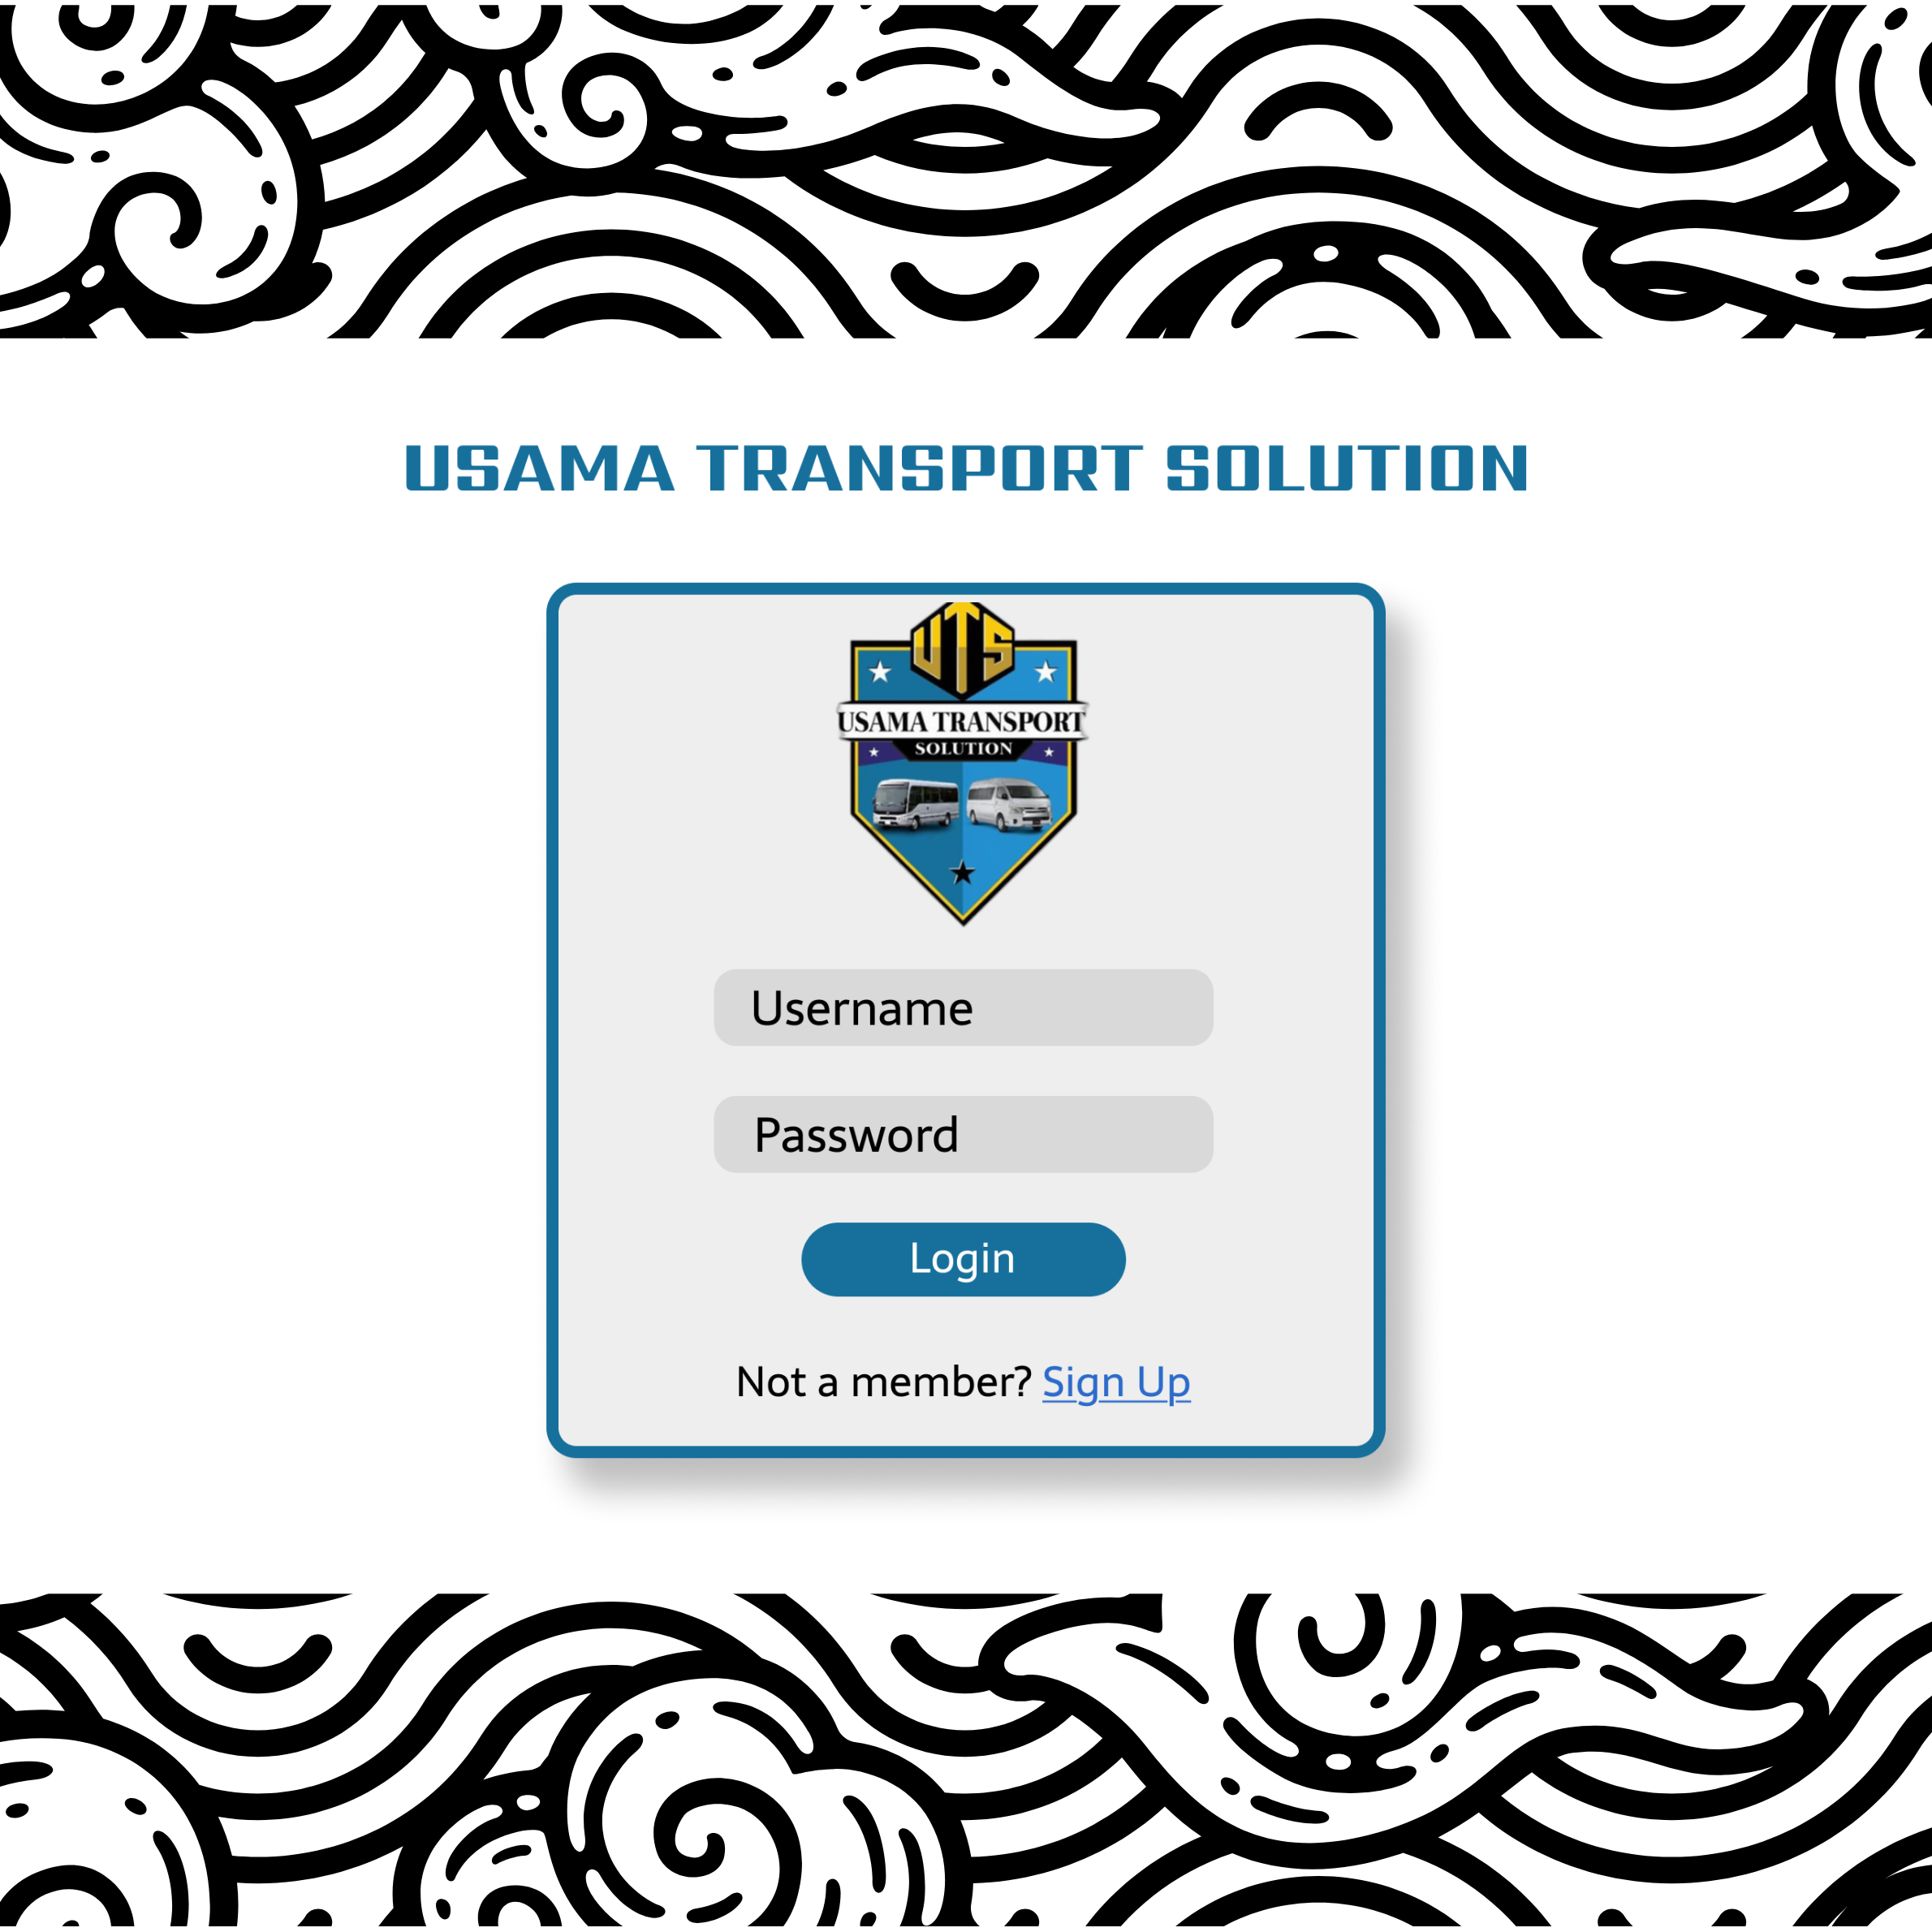 USAMA TRANSPORT SOLUTION
UTS
USAMA TRANSPORT
SOLUTION
Username
Password
Login
Not a member? Sign Up